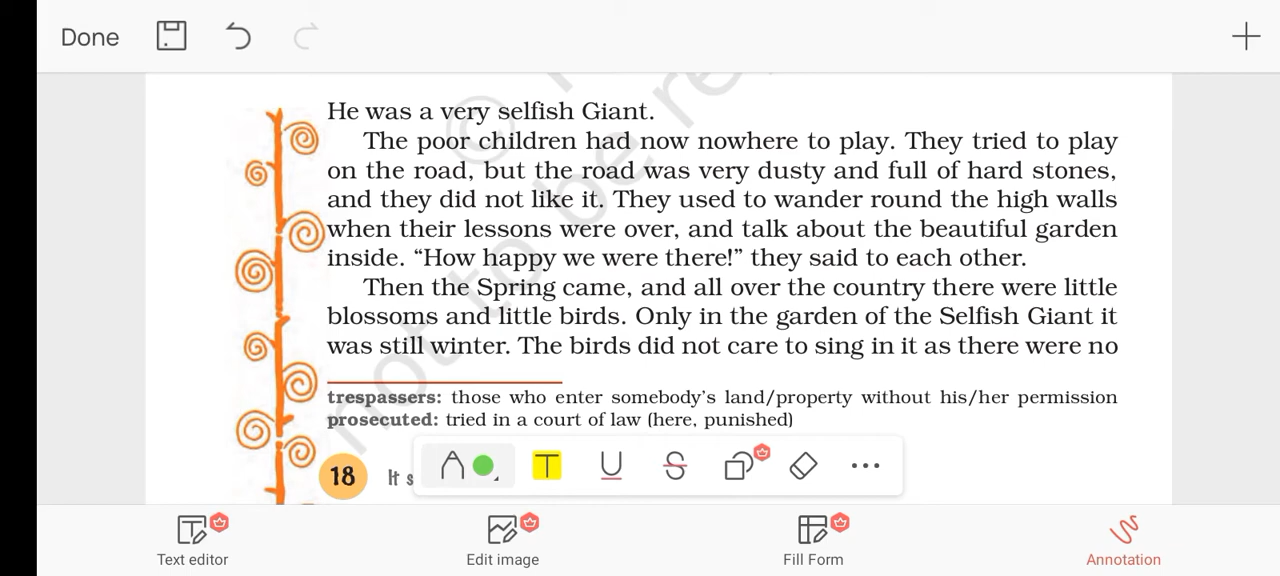 Done
He was a very selfish Giant.
The poor children had now nowhere to play. They tried to play
on the road, but the road was very dusty and full of hard stones,
and they did not like it. They used to wander round the high walls
when their lessons were over, and talk about the beautiful garden
inside. “How happy we were there!” they said to each other.
Then the Spring came, and all over the country there were little
blossoms and little birds. Only in the garden of the Selfish Giant it
was still winter. The birds did not care to sing in it as there were no
trespassers: those who enter somebody’s land/property without his/her permission
prosecuted: tried in a court of law (here, punished)
18 It s
not to be re
©
T U S
Text editor Edit image Fill Form Annotation